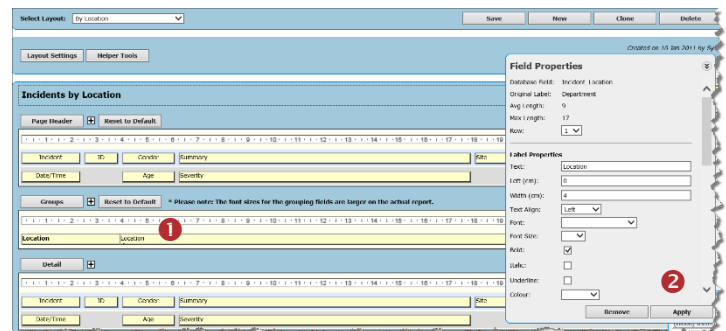 Select Layout: By Location
Save New Clone Delete
Created on 10 Jan 2011 by Sy
Layout Settings Helper Tools
Incidents by Location
Page Header Reset to Default
Incident ID Gender Summary Site
Date/Time Age Severity
Groups Reset to Default * Please note: The font sizes for the grouping fields are larger on the actual report.
Location Location
1
Detail
Incident ID Gender Summary Site
Date/Time Age Severity
Field Properties
Database Field: Incident Location
Original Label: Department
Avg Length: 9
Max Length: 17
Row: 1
Label Properties
Text: Location
Left (cm): 0
Width (cm): 4
Text Align: Left
Font:
Font Size:
Bold:
Italic:
Underline:
Colour:
2
Remove Apply